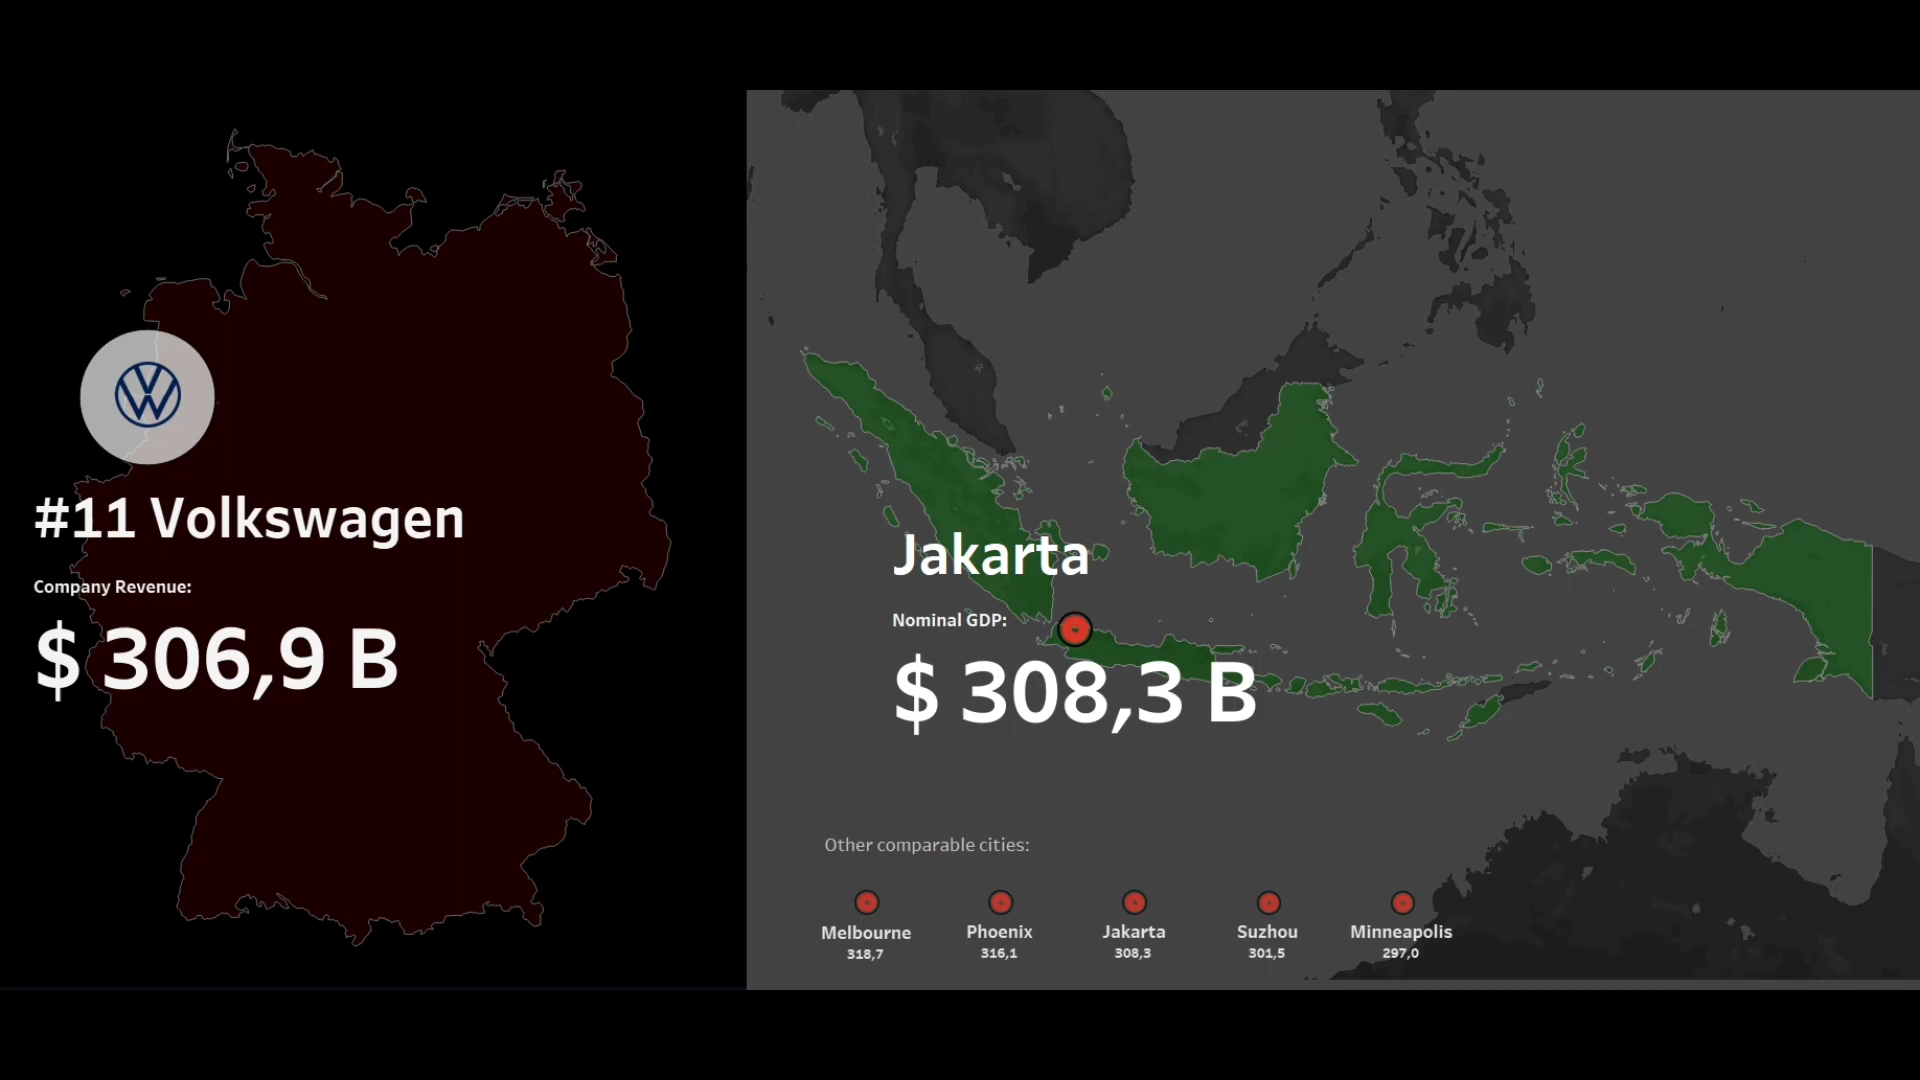 #11 Volkswagen
Company Revenue:
$ 306,9 B
Jakarta
Nominal GDP:
$ 308,3 B
Other comparable cities:
Melbourne
318,7
Phoenix
316,1
Jakarta
308,3
Suzhou
301,5
Minneapolis
297,0